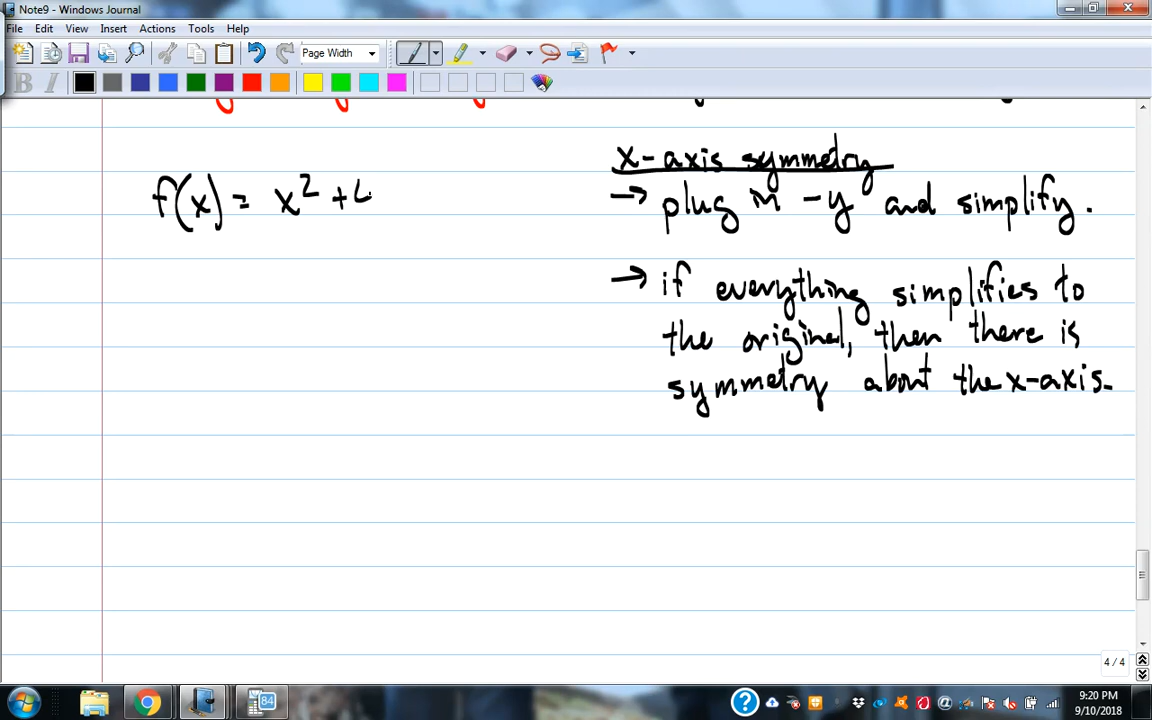 Note9 - Windows Journal
File Edit View Insert Actions Tools Help
Page Width
B I
x-axis symmetry
f(x) = x² +
→ plug in -y and simplify.
→ if everything simplifies to
the original, then there is
symmetry about the x-axis.
4 / 4
84
9:20 PM
9/10/2018